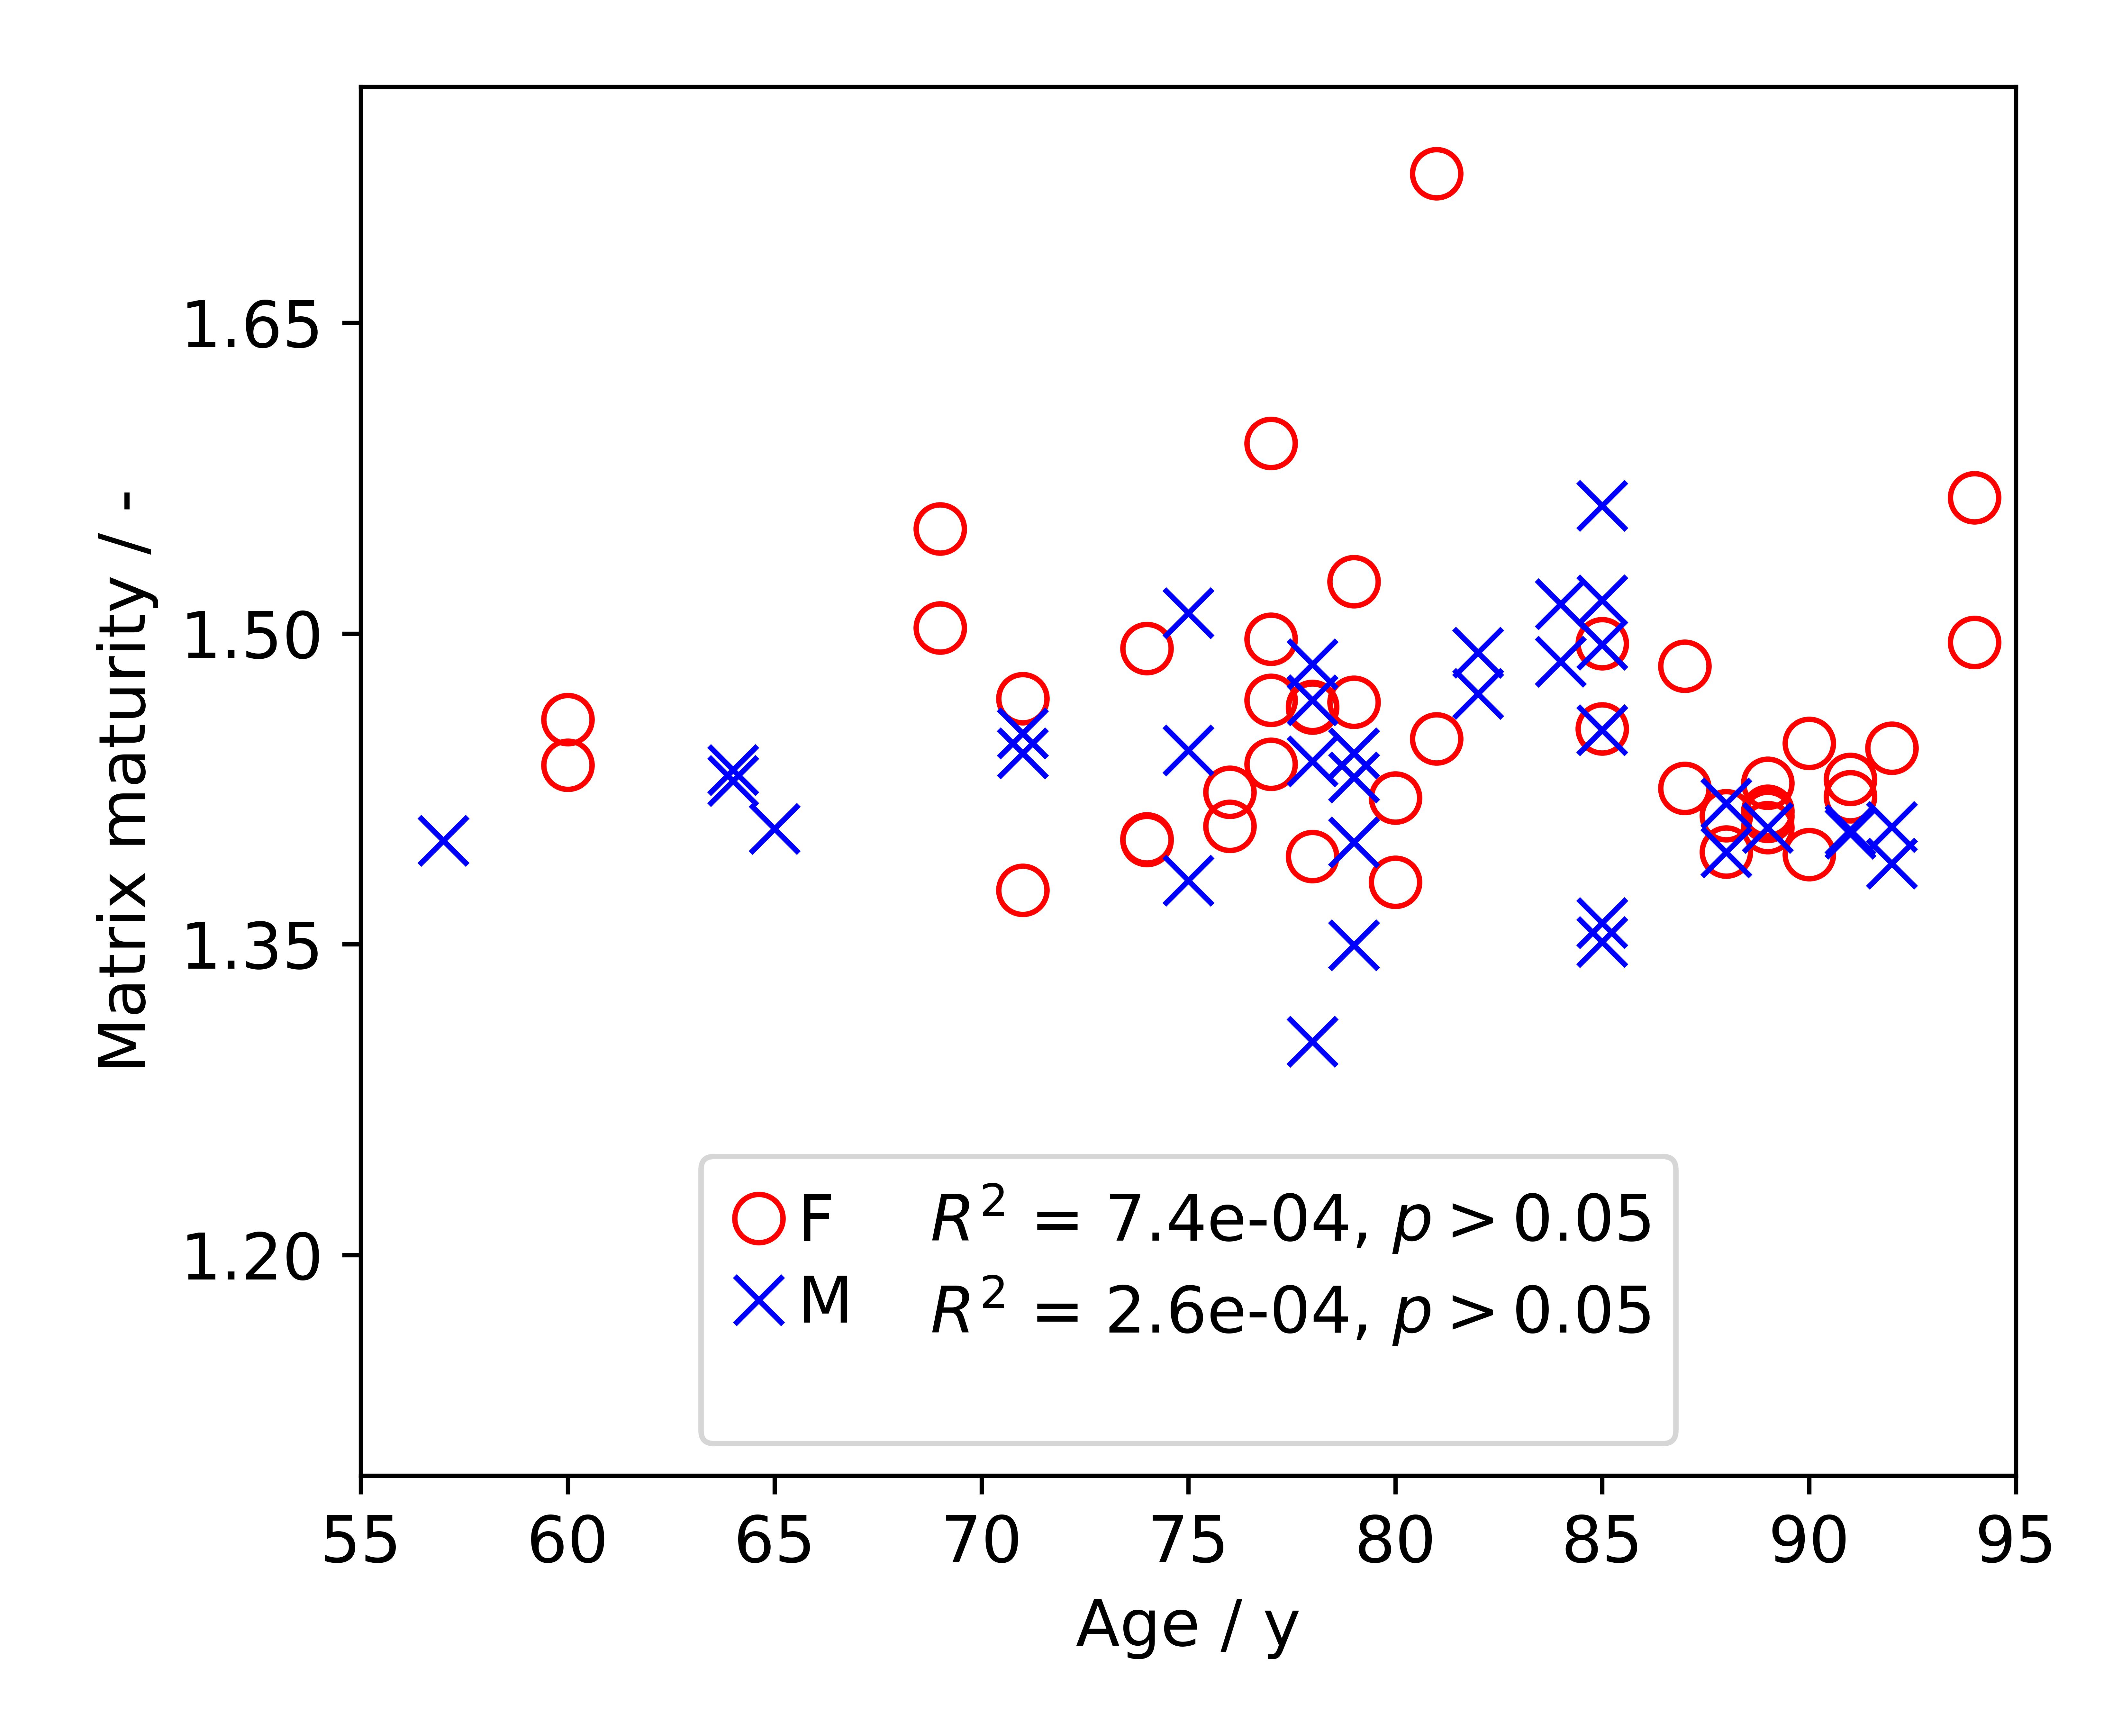 Matrix maturity / -
1.65
1.50
1.35
1.20
F R² = 7.4e-04, p > 0.05
M R² = 2.6e-04, p > 0.05
55 60 65 70 75 80 85 90 95
Age / y